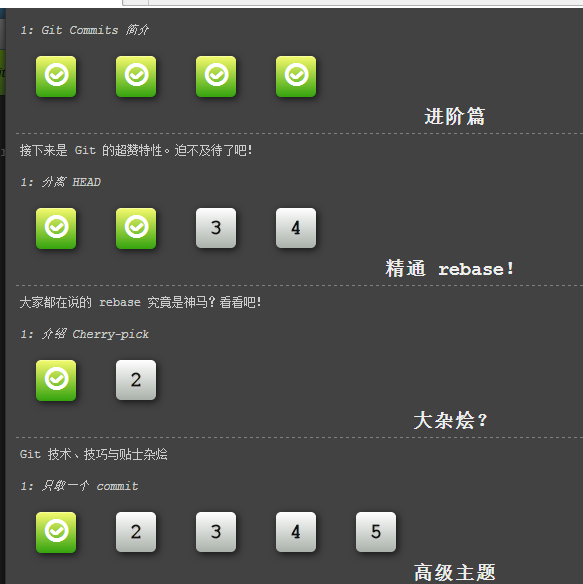 1: Git Commits 简介
进阶篇
接下来是 Git 的超赞特性。迫不及待了吧！
1: 分离 HEAD
3 4
精通 rebase！
大家都在说的 rebase 究竟是神马？看看吧！
1: 介绍 Cherry-pick
2
大杂烩？
Git 技术、技巧与贴士杂烩
1: 只取一个 commit
2 3 4 5
高级主题